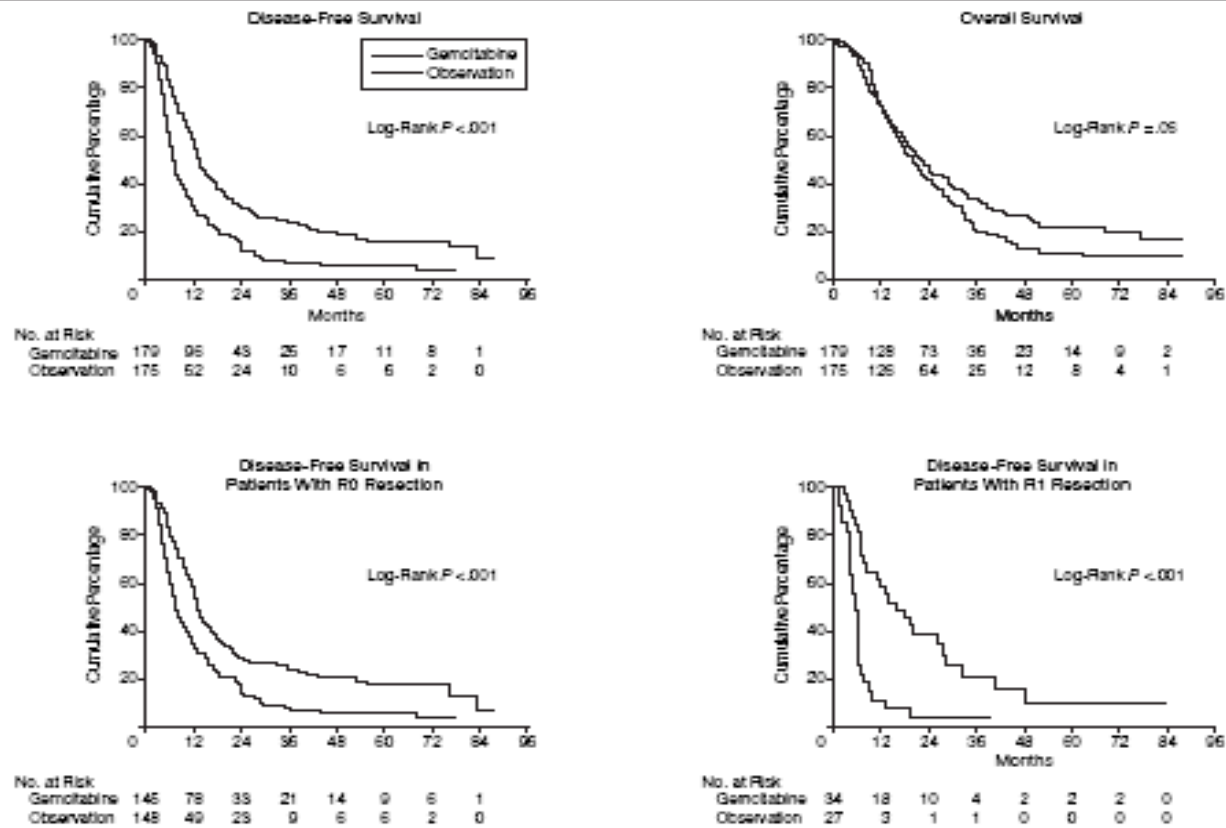 Disease-Free Survival
100
80
60
40
20
Cumulative Percentage
Gemcitabine
Observation
Log-Rank P <.001
0 12 24 36 48 60 72 84 96
Months
No. at Risk
Gemcitabine 179 96 43 25 17 11 8 1
Observation 175 52 24 10 6 6 2 0
Overall Survival
100
80
60
40
20
0
Cumulative Percentage
Log-Rank P =.06
0 12 24 36 48 60 72 84 96
Months
No. at Risk
Gemcitabine 179 128 73 36 23 14 9 2
Observation 175 126 64 25 12 8 4 1
Disease-Free Survival in
Patients With R0 Resection
100
80
60
40
20
Cumulative Percentage
Log-Rank P <.001
0 12 24 36 48 60 72 84 96
No. at Risk
Gemcitabine 145 78 33 21 14 9 6 1
Observation 148 49 23 9 6 6 2 0
Disease-Free Survival in
Patients With R1 Resection
100
80
60
40
20
Cumulative Percentage
Log-Rank P <.001
0 12 24 36 48 60 72 84 96
Months
No. at Risk
Gemcitabine 34 18 10 4 2 2 2 0
Observation 27 3 1 1 0 0 0 0